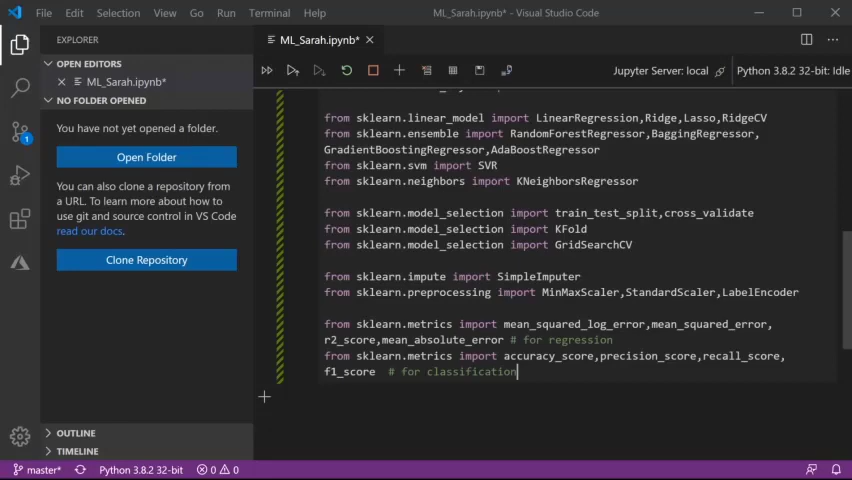 File Edit Selection View Go Run Terminal Help ML_Sarah.ipynb* - Visual Studio Code
EXPLORER
OPEN EDITORS
ML_Sarah.ipynb*
NO FOLDER OPENED
You have not yet opened a folder.
Open Folder
You can also clone a repository
from a URL. To learn more about how to
use git and source control in VS Code
read our docs.
Clone Repository
OUTLINE
TIMELINE
1
ML_Sarah.ipynb*
Jupyter Server: local Python 3.8.2 32-bit: Idle
from sklearn.linear_model import LinearRegression,Ridge,Lasso,RidgeCV
from sklearn.ensemble import RandomForestRegressor,BaggingRegressor,
GradientBoostingRegressor,AdaBoostRegressor
from sklearn.svm import SVR
from sklearn.neighbors import KNeighborsRegressor
from sklearn.model_selection import train_test_split,cross_validate
from sklearn.model_selection import KFold
from sklearn.model_selection import GridSearchCV
from sklearn.impute import SimpleImputer
from sklearn.preprocessing import MinMaxScaler,StandardScaler,LabelEncoder
from sklearn.metrics import mean_squared_log_error,mean_squared_error,
r2_score,mean_absolute_error # for regression
from sklearn.metrics import accuracy_score,precision_score,recall_score,
f1_score # for classification
master* Python 3.8.2 32-bit 0 0